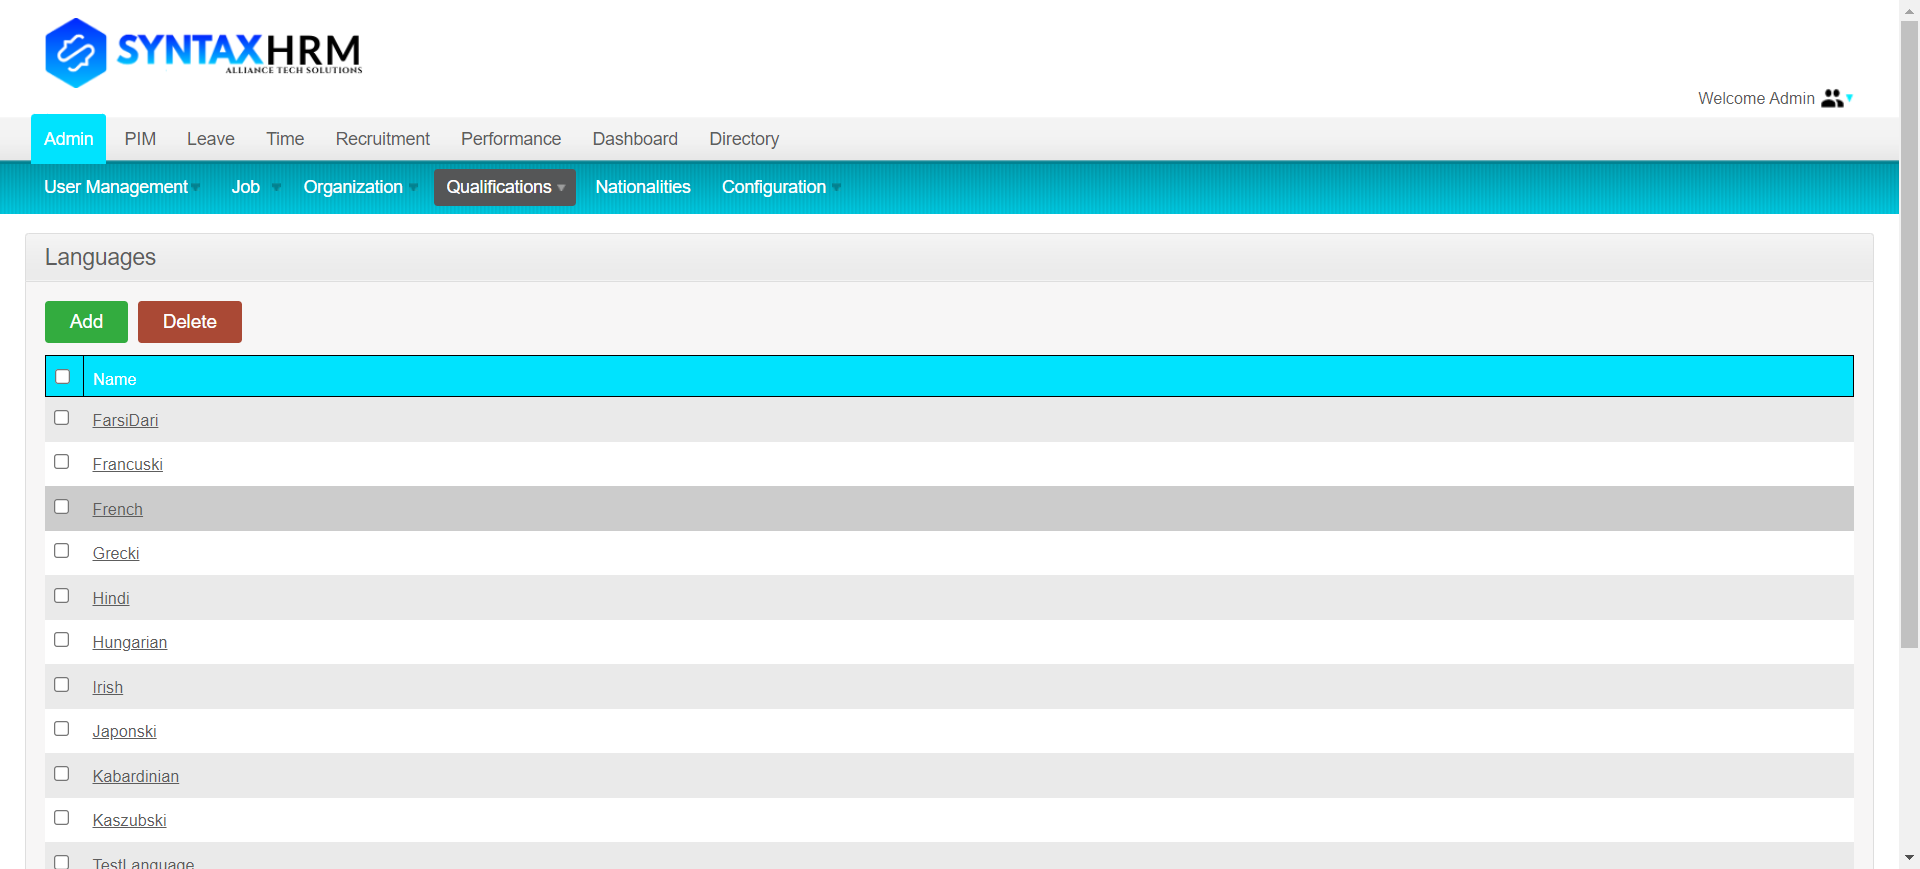 SYNTAXHRM
ALLIANCE TECH SOLUTIONS
Welcome Admin
Admin PIM Leave Time Recruitment Performance Dashboard Directory
User Management Job Organization Qualifications Nationalities Configuration
Languages
Add Delete
Name
FarsiDari
Francuski
French
Grecki
Hindi
Hungarian
Irish
Japonski
Kabardinian
Kaszubski
TestLanguage